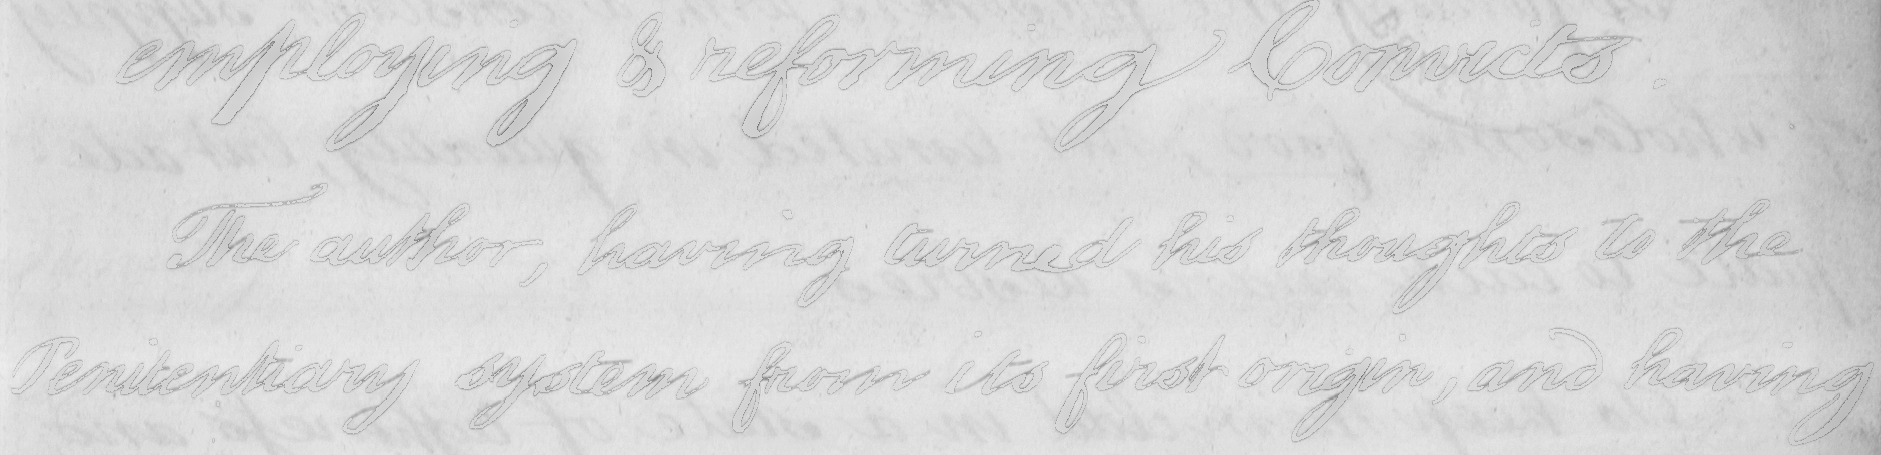 employing & reforming Convicts.
The author, having turned his thoughts to the
Penitentiary system from its first origin, and having